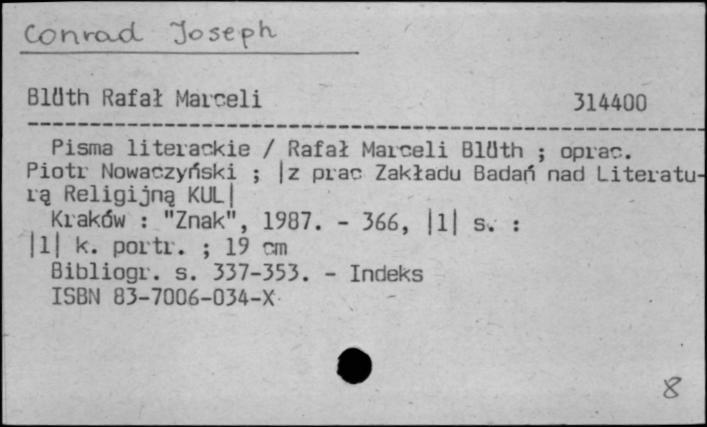 Conrad Joseph
Blüth Rafał Marceli 314400
Pisma literackie / Rafał Marceli Blüth ; oprac.
Piotr Nowaczyński ; |z prac Zakładu Badań nad Literatu-
rą Religijną KUL|
Kraków : "Znak", 1987. - 366, |1| s. :
|1| k. portr. ; 19 cm
Bibliogr. s. 337-353. - Indeks
ISBN 83-7006-034-X
8